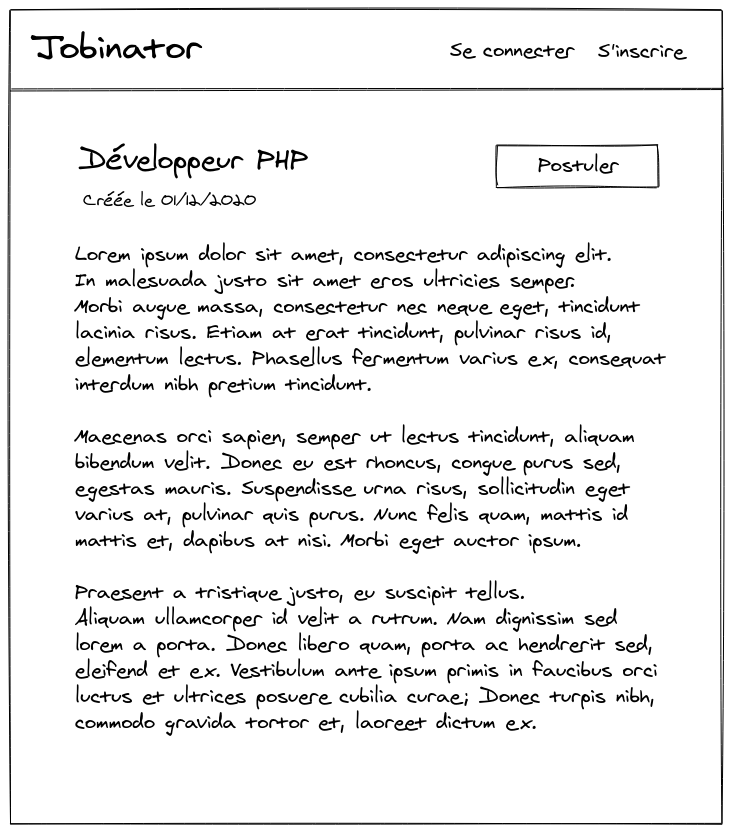 Jobinator
Se connecter S'inscrire
Développeur PHP
Postuler
Créée le 01/12/2020
Lorem ipsum dolor sit amet, consectetur adipiscing elit.
In malesuada justo sit amet eros ultricies semper.
Morbi augue massa, consectetur nec neque eget, tincidunt
lacinia risus. Etiam at erat tincidunt, pulvinar risus id,
elementum lectus. Phasellus fermentum varius ex, consequat
interdum nibh pretium tincidunt.
Maecenas orci sapien, semper ut lectus tincidunt, aliquam
bibendum velit. Donec eu est rhoncus, congue purus sed,
egestas mauris. Suspendisse urna risus, sollicitudin eget
varius at, pulvinar quis purus. Nunc felis quam, mattis id
mattis et, dapibus at nisi. Morbi eget auctor ipsum.
Praesent a tristique justo, eu suscipit tellus.
Aliquam ullamcorper id velit a rutrum. Nam dignissim sed
lorem a porta. Donec libero quam, porta ac hendrerit sed,
eleifend et ex. Vestibulum ante ipsum primis in faucibus orci
luctus et ultrices posuere cubilia curae; Donec turpis nibh,
commodo gravida tortor et, laoreet dictum ex.